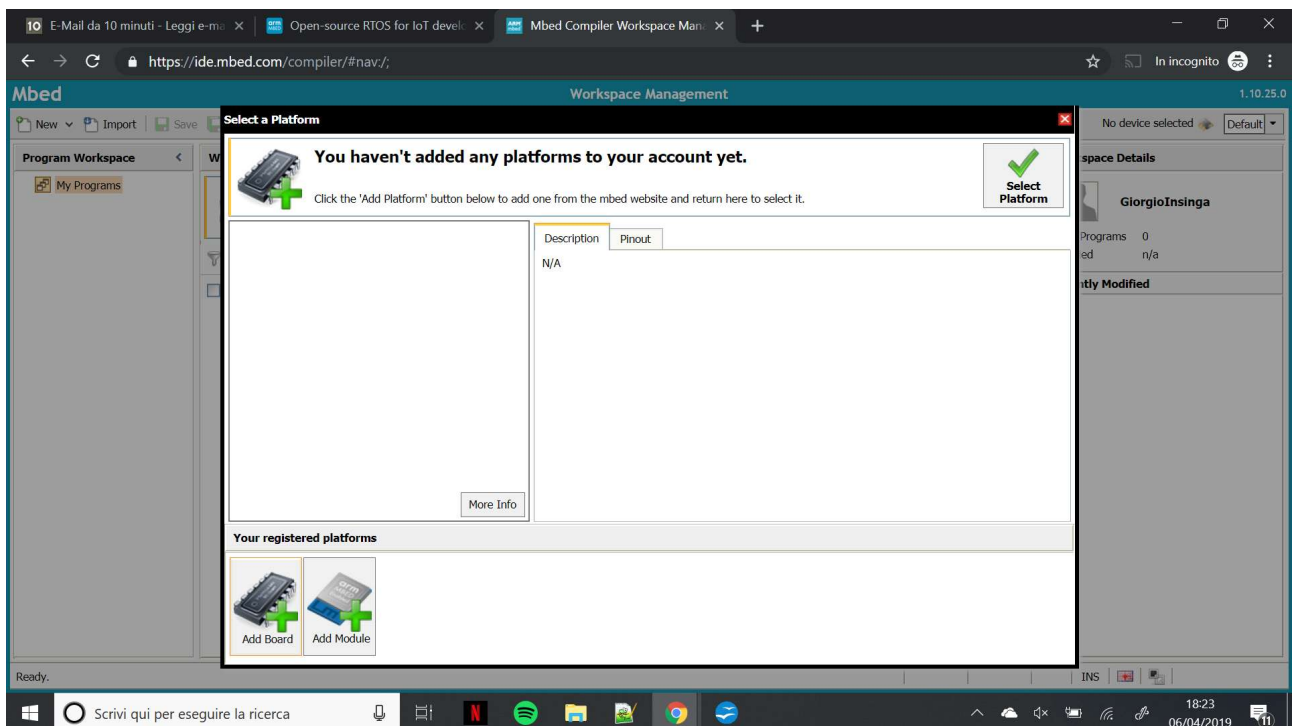 10 E-Mail da 10 minuti - Leggi e-ma
Open-source RTOS for IoT develo
Mbed Compiler Workspace Man
https://ide.mbed.com/compiler/#nav:/;
In incognito
Mbed
Workspace Management
1.10.25.0
New
Import
Save
No device selected
Default
Select a Platform
Program Workspace
W
space Details
My Programs
You haven't added any platforms to your account yet.
Click the 'Add Platform' button below to add one from the mbed website and return here to select it.
Select
Platform
GiorgioInsinga
Programs 0
ed n/a
ntly Modified
Description
Pinout
N/A
More Info
Your registered platforms
Add Board
Add Module
Ready.
INS
Scrivi qui per eseguire la ricerca
18:23
06/04/2019
11